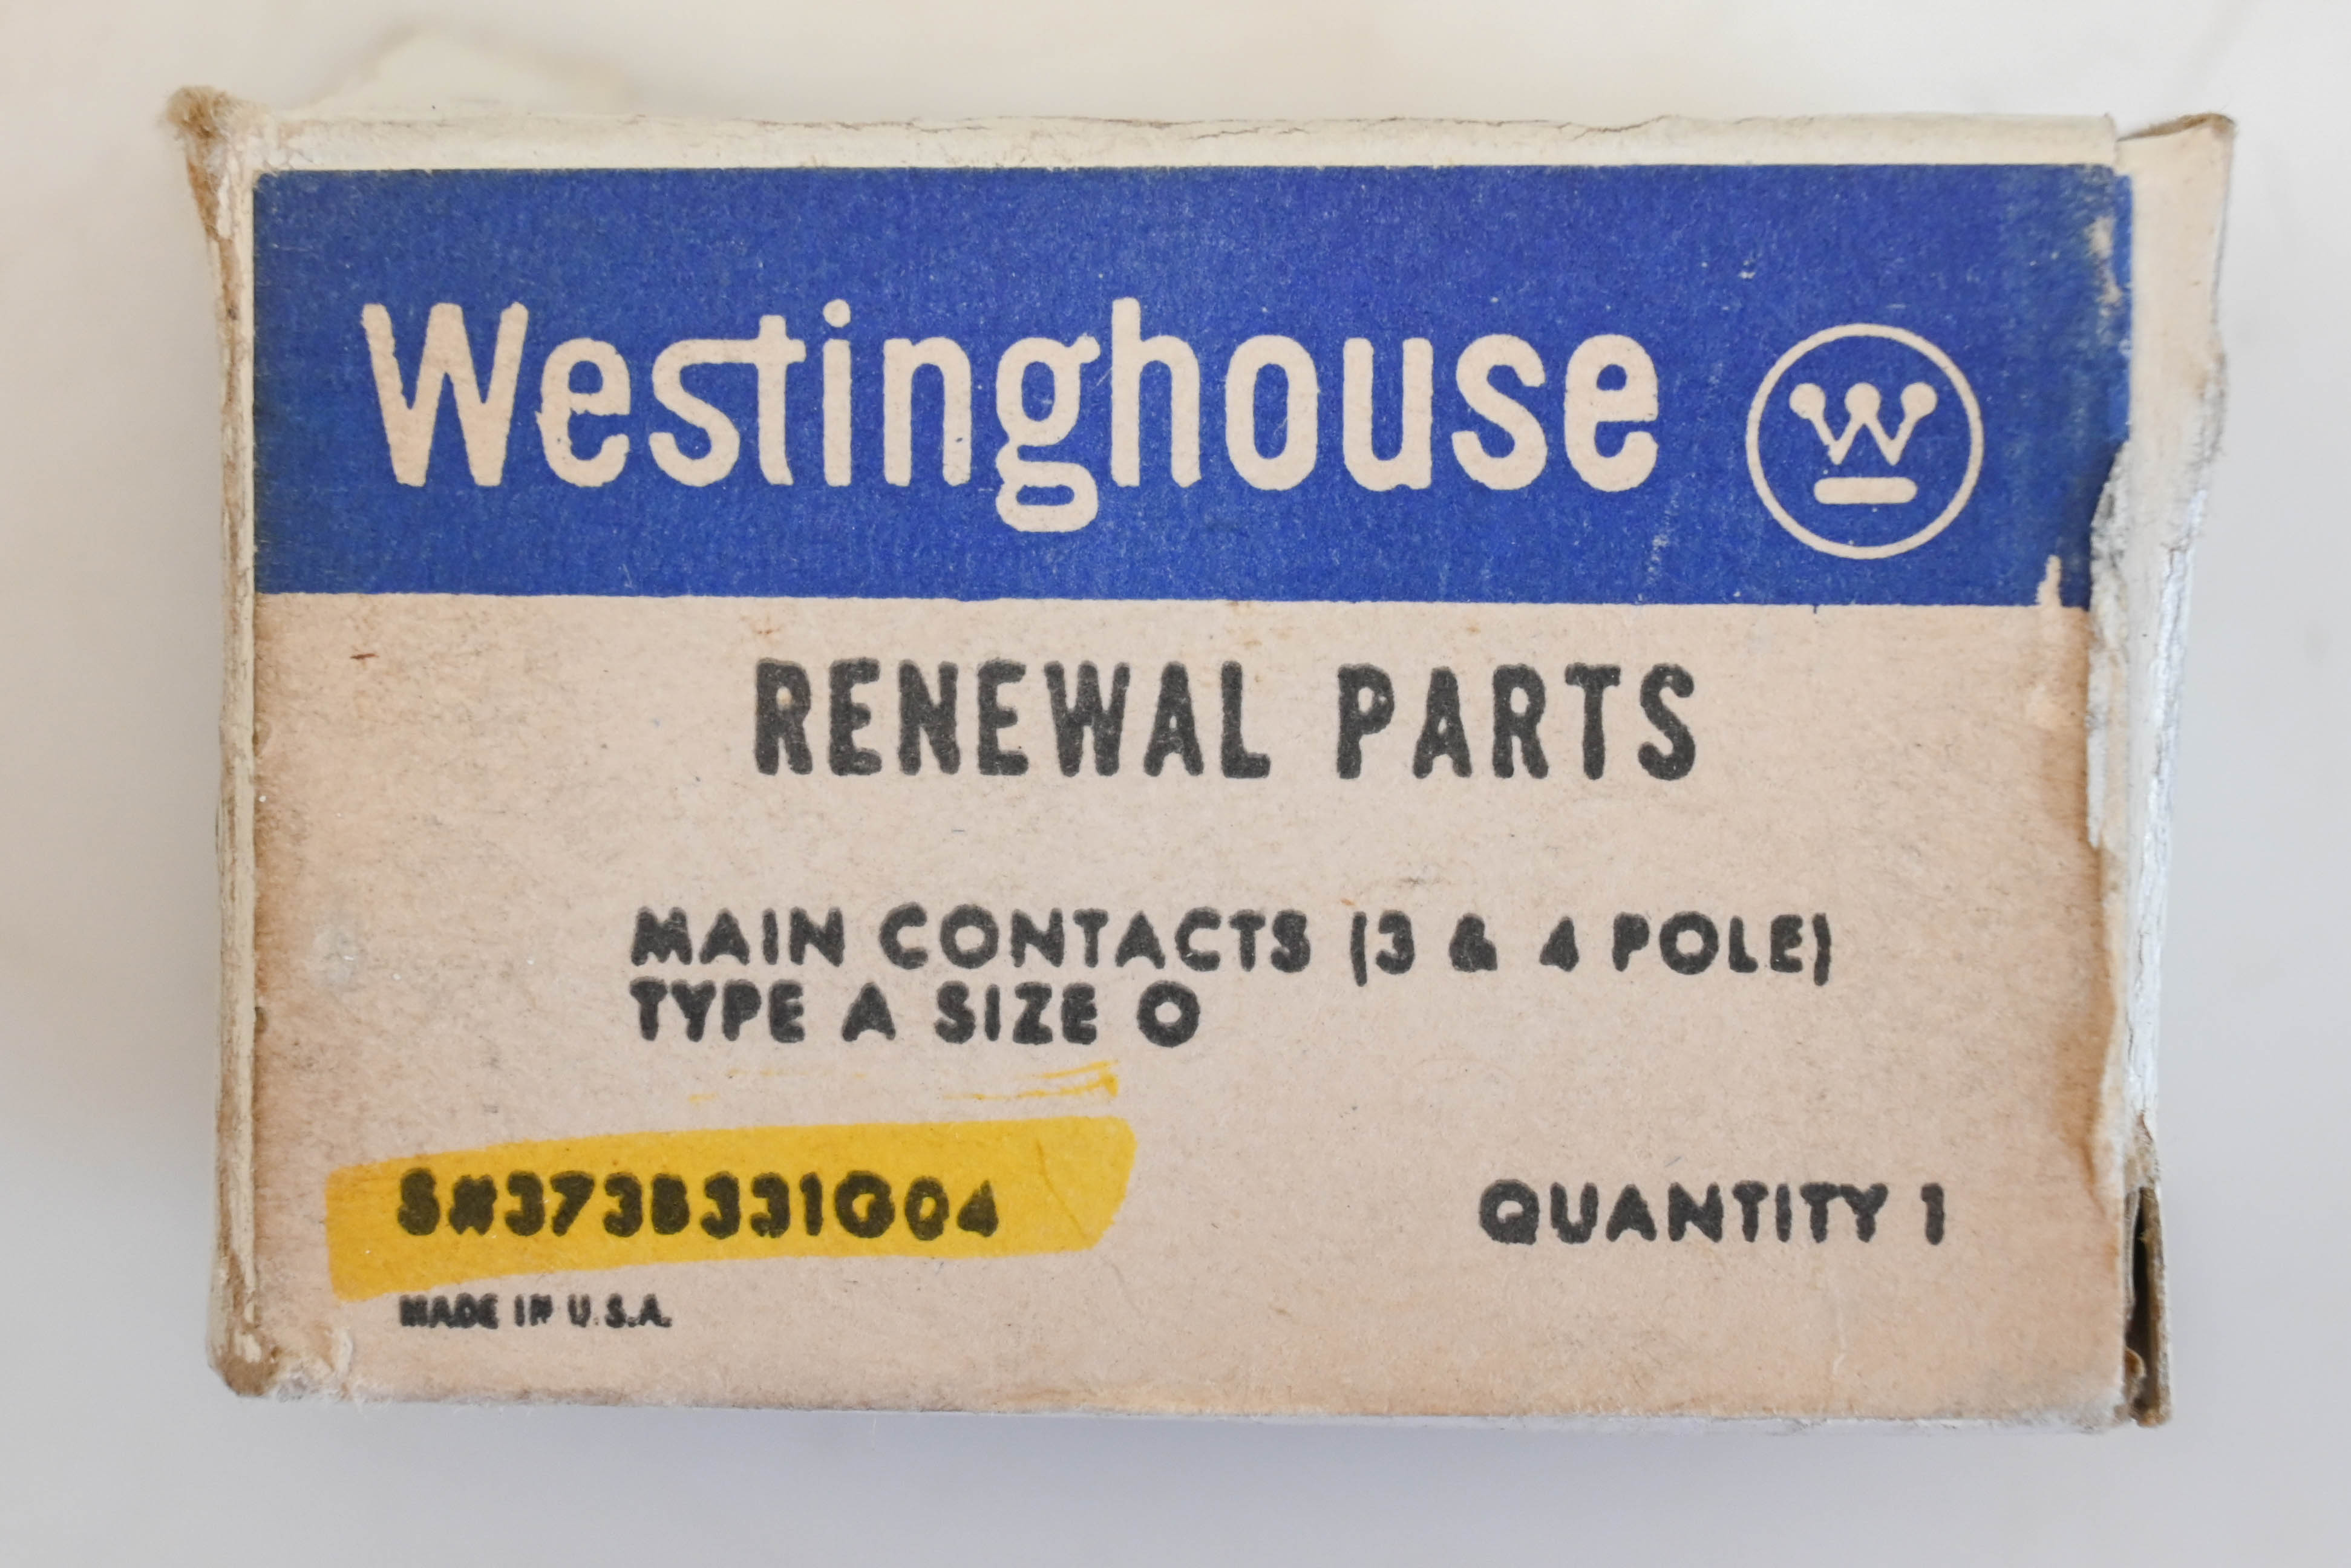 Westinghouse W
RENEWAL PARTS
MAIN CONTACTS (3 & 4 POLE)
TYPE A SIZE O
S#373B331G04
QUANTITY 1
MADE IN U.S.A.